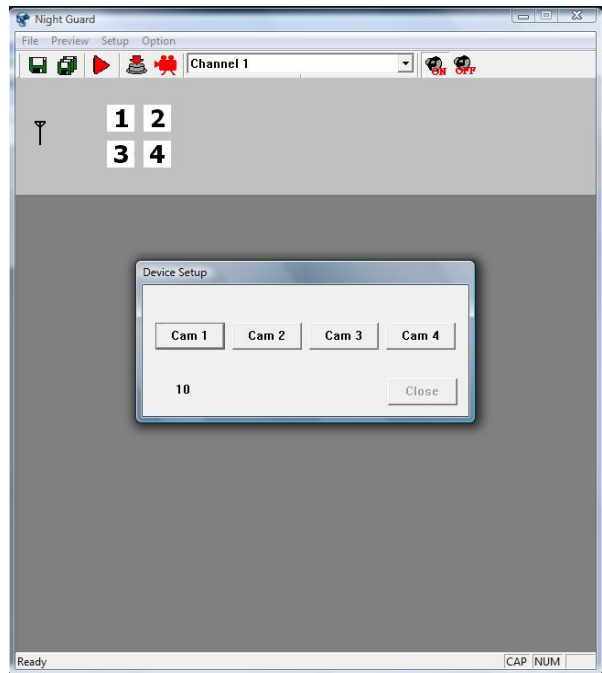 Night Guard
File Preview Setup Option
Channel 1
ON OFF
1 2
3 4
Device Setup
Cam 1 Cam 2 Cam 3 Cam 4
10 Close
Ready CAP NUM